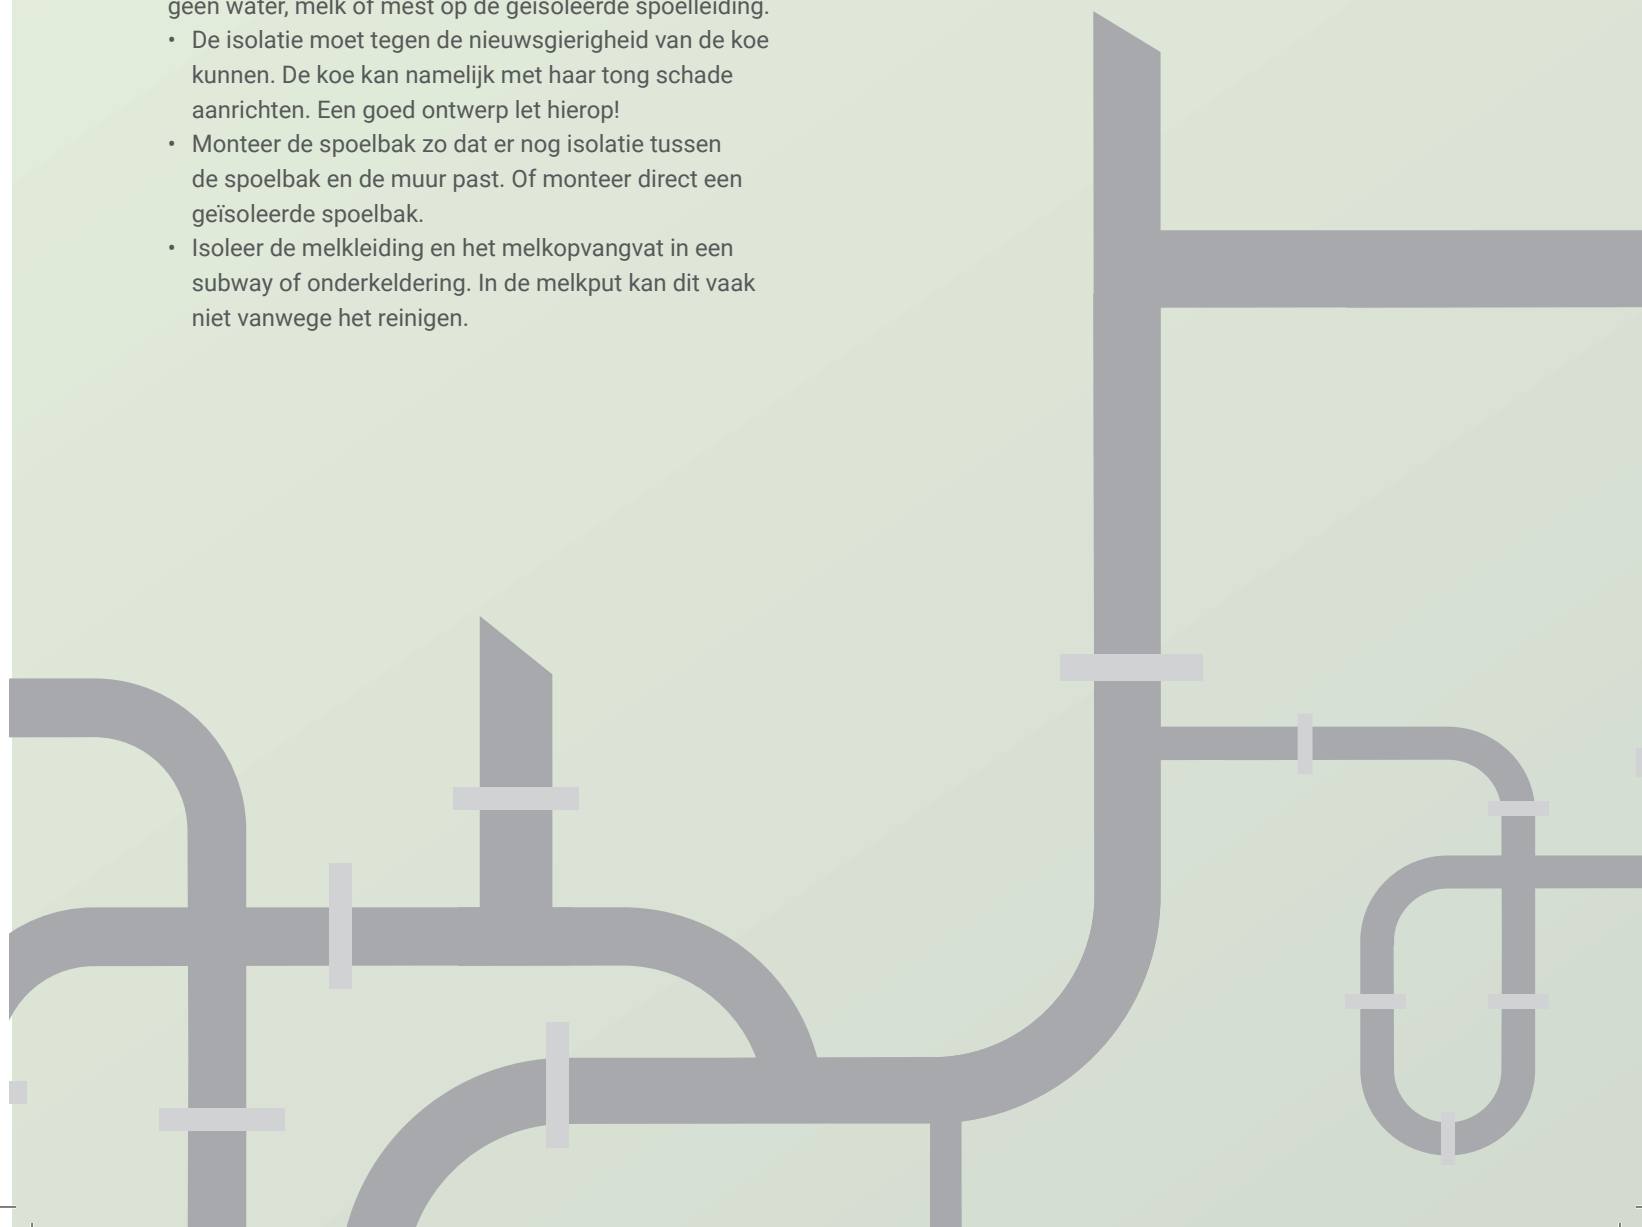 geen water, melk of mest op de geïsoleerde spoelleiding.
• De isolatie moet tegen de nieuwsgierigheid van de koe
kunnen. De koe kan namelijk met haar tong schade
aanrichten. Een goed ontwerp let hierop!
• Monteer de spoelbak zo dat er nog isolatie tussen
de spoelbak en de muur past. Of monteer direct een
geïsoleerde spoelbak.
• Isoleer de melkleiding en het melkopvangvat in een
subway of onderkeldering. In de melkput kan dit vaak
niet vanwege het reinigen.